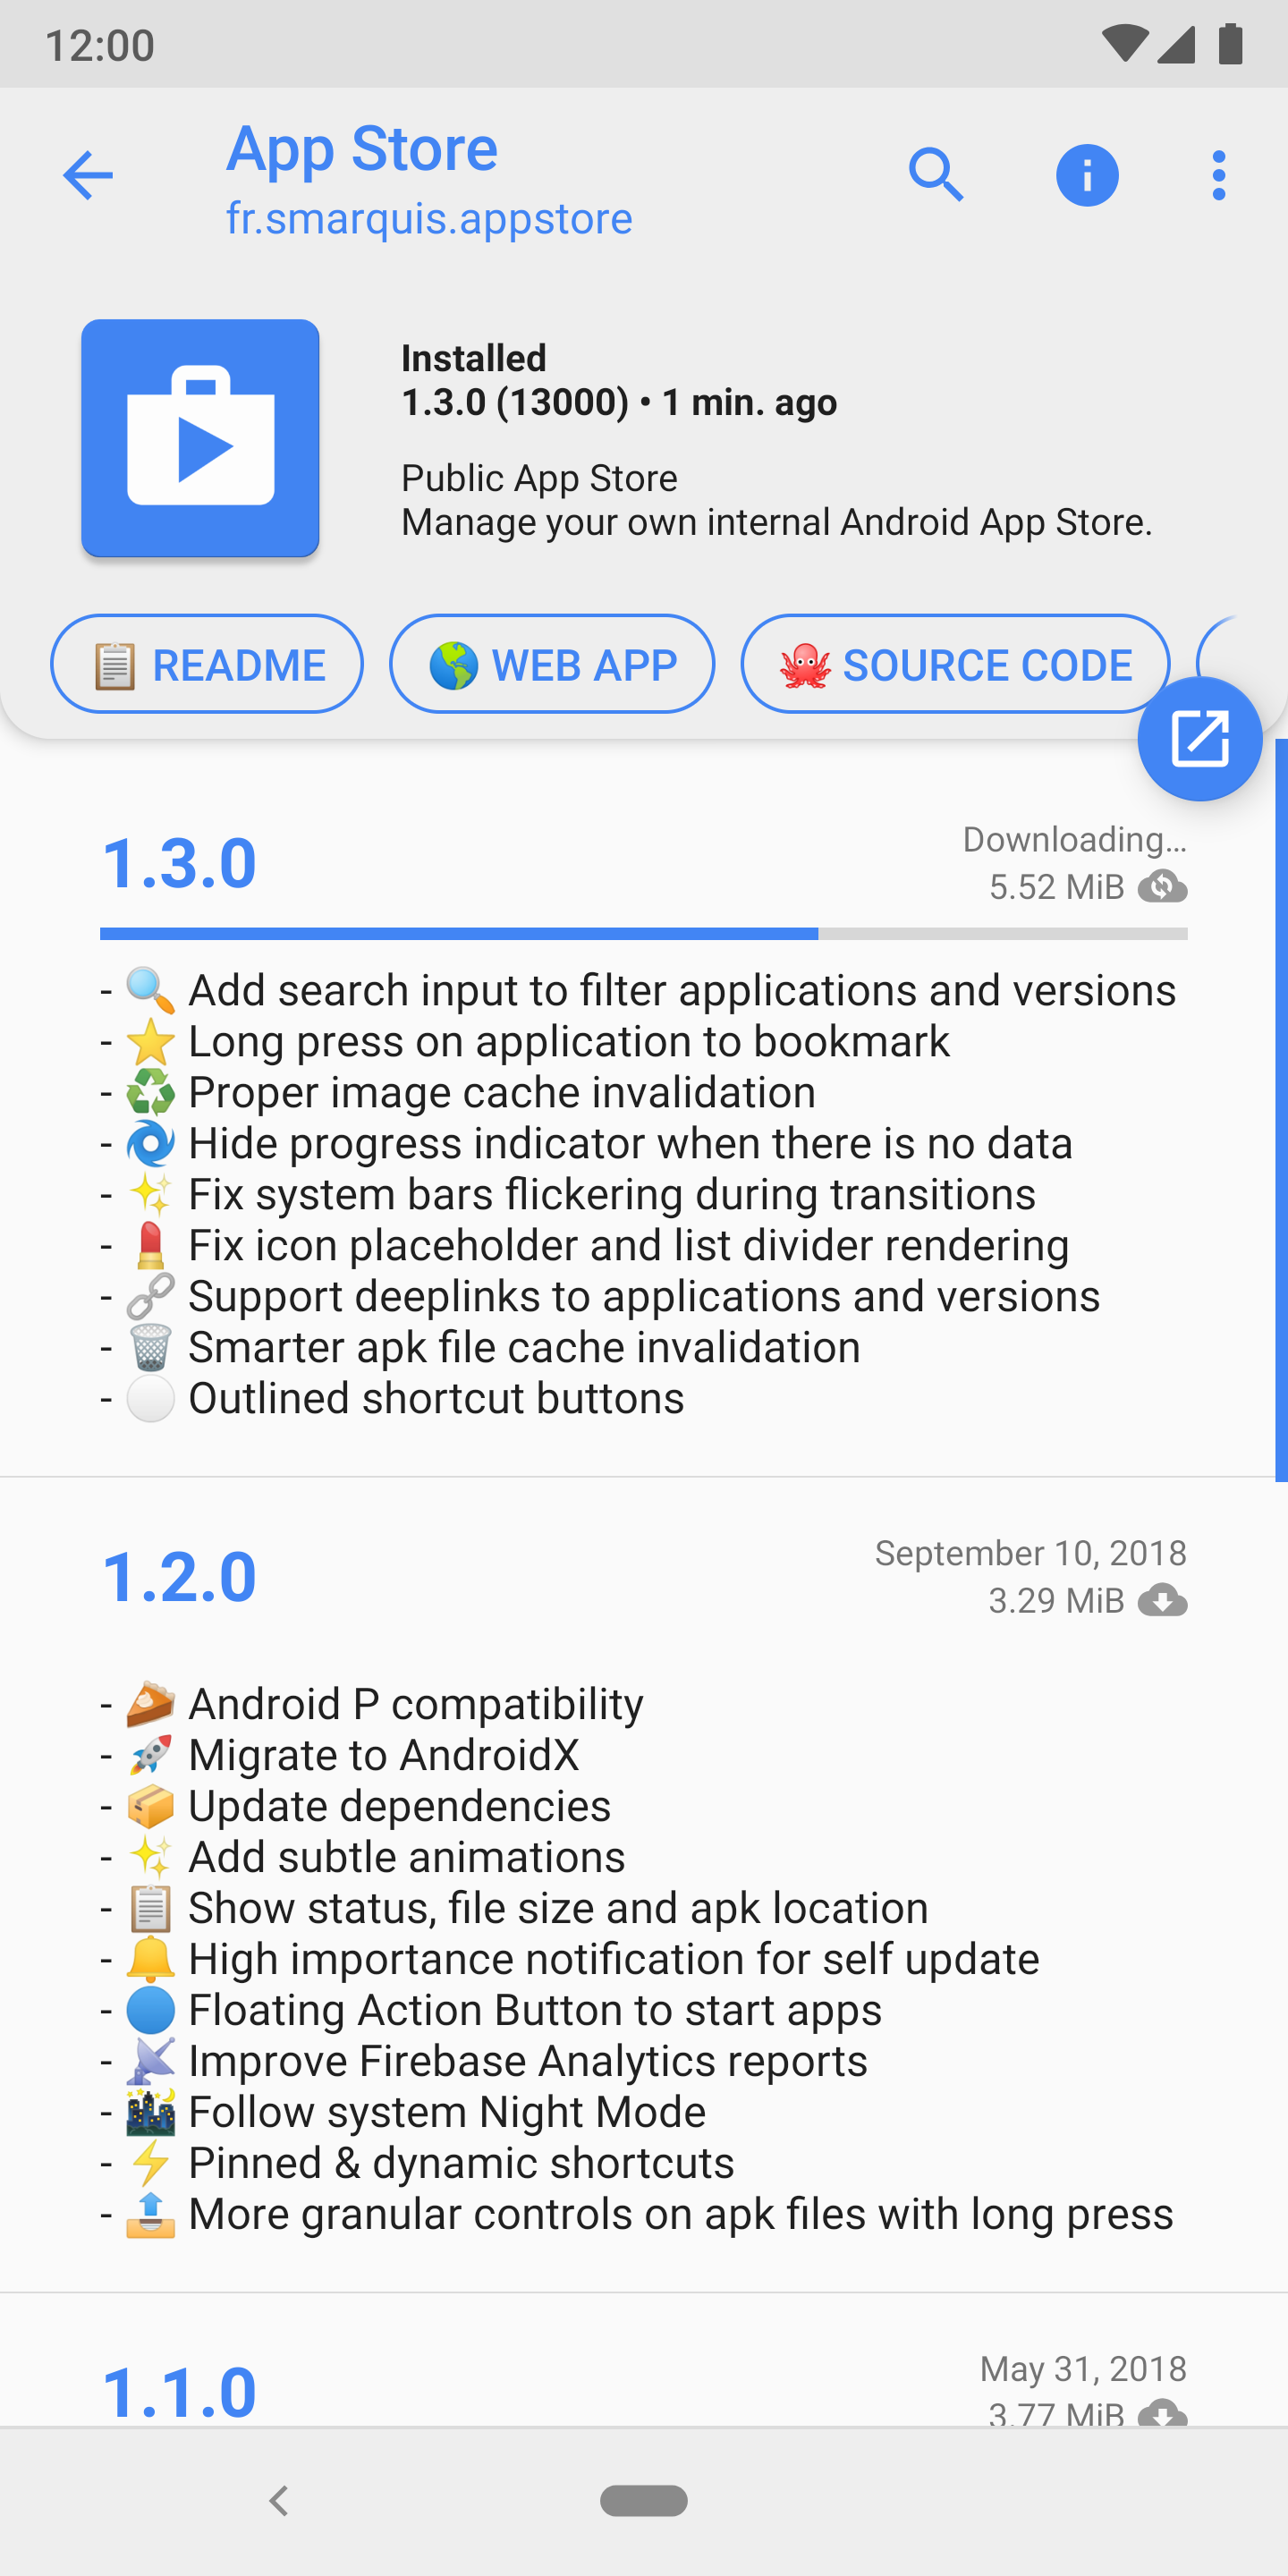 12:00
App Store
fr.smarquis.appstore
Installed
1.3.0 (13000) • 1 min. ago
Public App Store
Manage your own internal Android App Store.
📋 README
🌎 WEB APP
🐙 SOURCE CODE
1.3.0
Downloading...
5.52 MiB
- 🔍 Add search input to filter applications and versions
- ⭐ Long press on application to bookmark
- ♻️ Proper image cache invalidation
- 🌀 Hide progress indicator when there is no data
- ✨ Fix system bars flickering during transitions
- 💄 Fix icon placeholder and list divider rendering
- 🔗 Support deeplinks to applications and versions
- 🗑️ Smarter apk file cache invalidation
- ⚪ Outlined shortcut buttons
1.2.0
September 10, 2018
3.29 MiB
- 🥧 Android P compatibility
- 🚀 Migrate to AndroidX
- 📦 Update dependencies
- ✨ Add subtle animations
- 📋 Show status, file size and apk location
- 🔔 High importance notification for self update
- 🔵 Floating Action Button to start apps
- 📡 Improve Firebase Analytics reports
- 🌃 Follow system Night Mode
- ⚡ Pinned & dynamic shortcuts
- 📤 More granular controls on apk files with long press
1.1.0
May 31, 2018
3.77 MiB